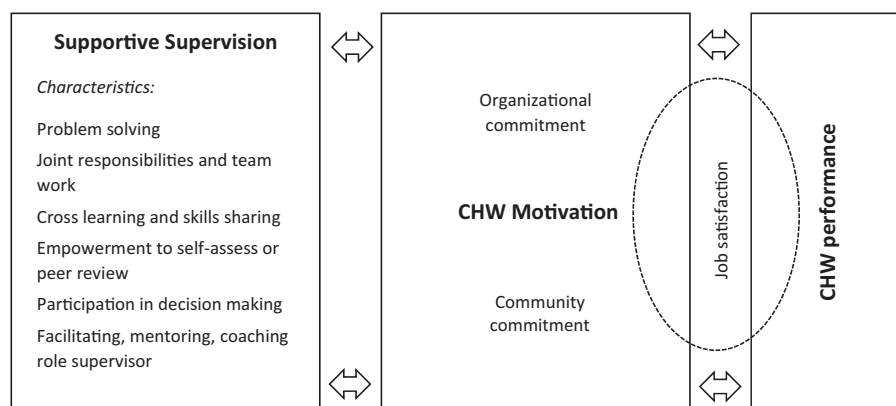 Supportive Supervision
Characteristics:
Problem solving
Joint responsibilities and team
work
Cross learning and skills sharing
Empowerment to self-assess or
peer review
Participation in decision making
Facilitating, mentoring, coaching
role supervisor
Organizational
commitment
CHW Motivation
Community
commitment
Job satisfaction
CHW performance